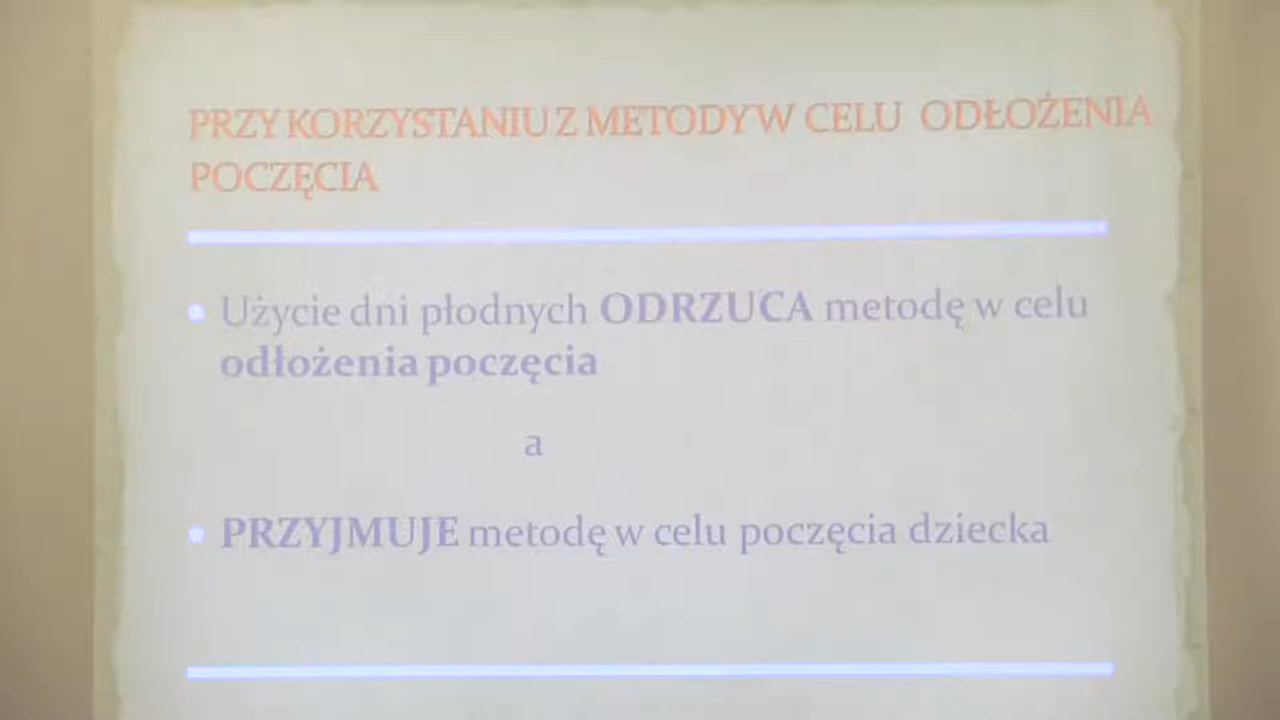 PRZY KORZYSTANIU Z METODY W CELU ODŁOŻENIA
POCZĘCIA
• Użycie dni płodnych ODRZUCA metodę w celu
odłożenia poczęcia
a
• PRZYJMUJE metodę w celu poczęcia dziecka